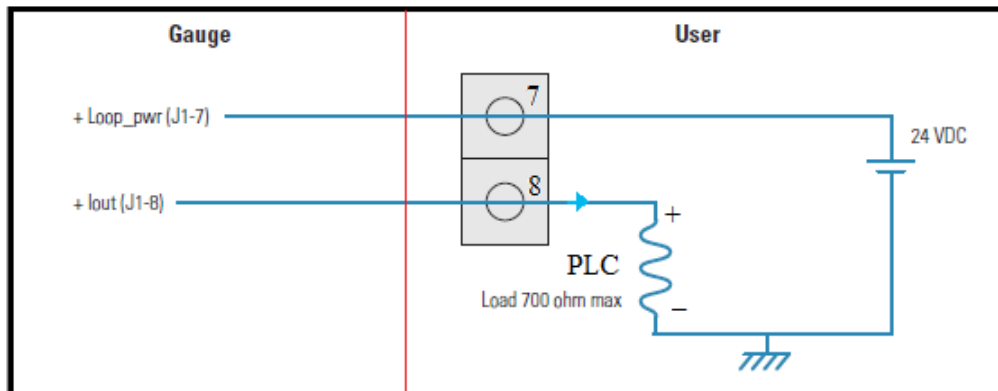 Gauge
User
+ Loop_pwr (J1-7)
7
24 VDC
+ Iout (J1-8)
8
+
PLC
Load 700 ohm max
−